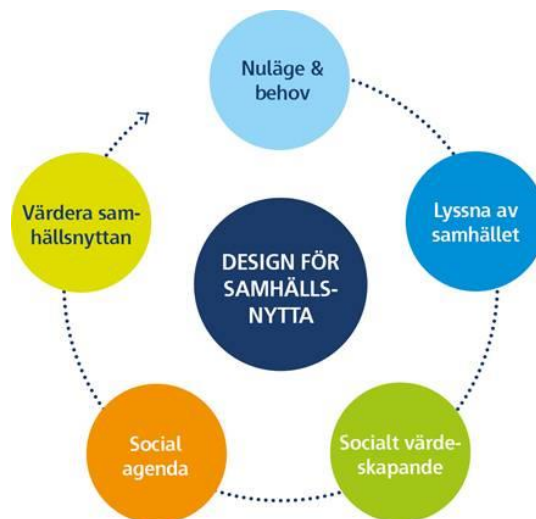 Nuläge &
behov
Lyssna av
samhället
Socialt värde-
skapande
Social
agenda
Värdera sam-
hällsnyttan
DESIGN FÖR
SAMHÄLLS-
NYTTA